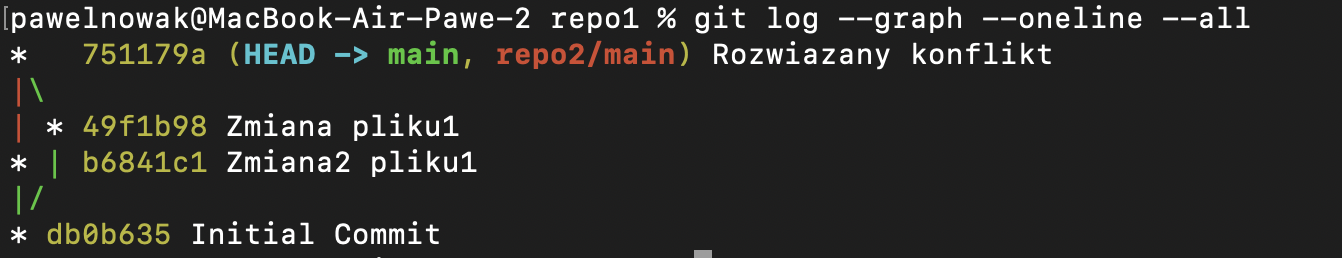 [pawelnowak@MacBook-Air-Pawe-2 repo1 % git log --graph --oneline --all
*   751179a (HEAD -> main, repo2/main) Rozwiazany konflikt
|\
| * 49f1b98 Zmiana pliku1
* | b6841c1 Zmiana2 pliku1
|/
* db0b635 Initial Commit